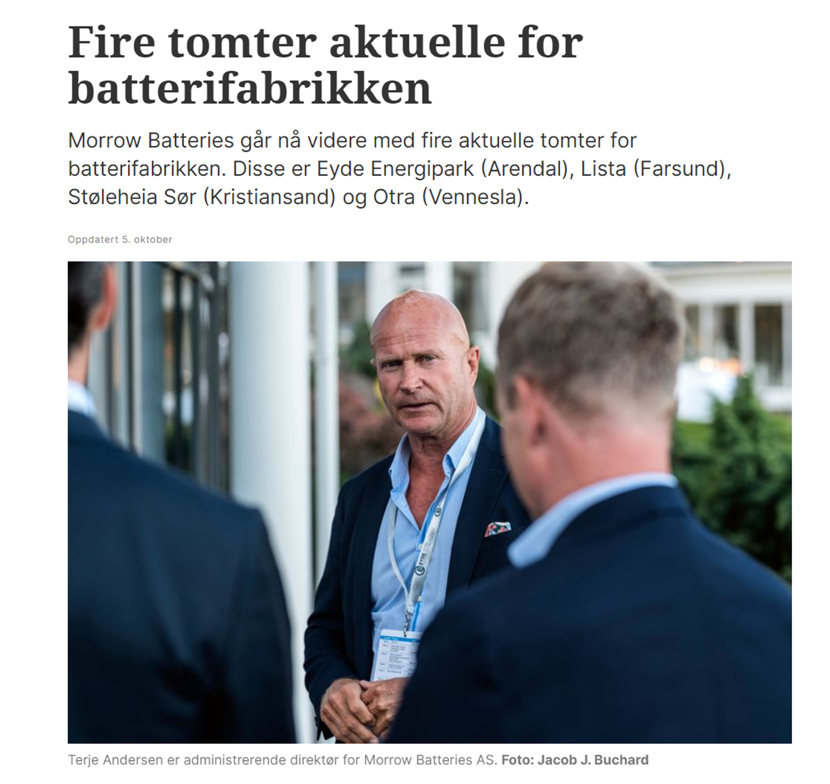 Fire tomter aktuelle for
batterifabrikken
Morrow Batteries går nå videre med fire aktuelle tomter for
batterifabrikken. Disse er Eyde Energipark (Arendal), Lista (Farsund),
Støleheia Sør (Kristiansand) og Otra (Vennesla).
Oppdatert 5. oktober
Terje Andersen er administrerende direktør for Morrow Batteries AS. Foto: Jacob J. Buchard